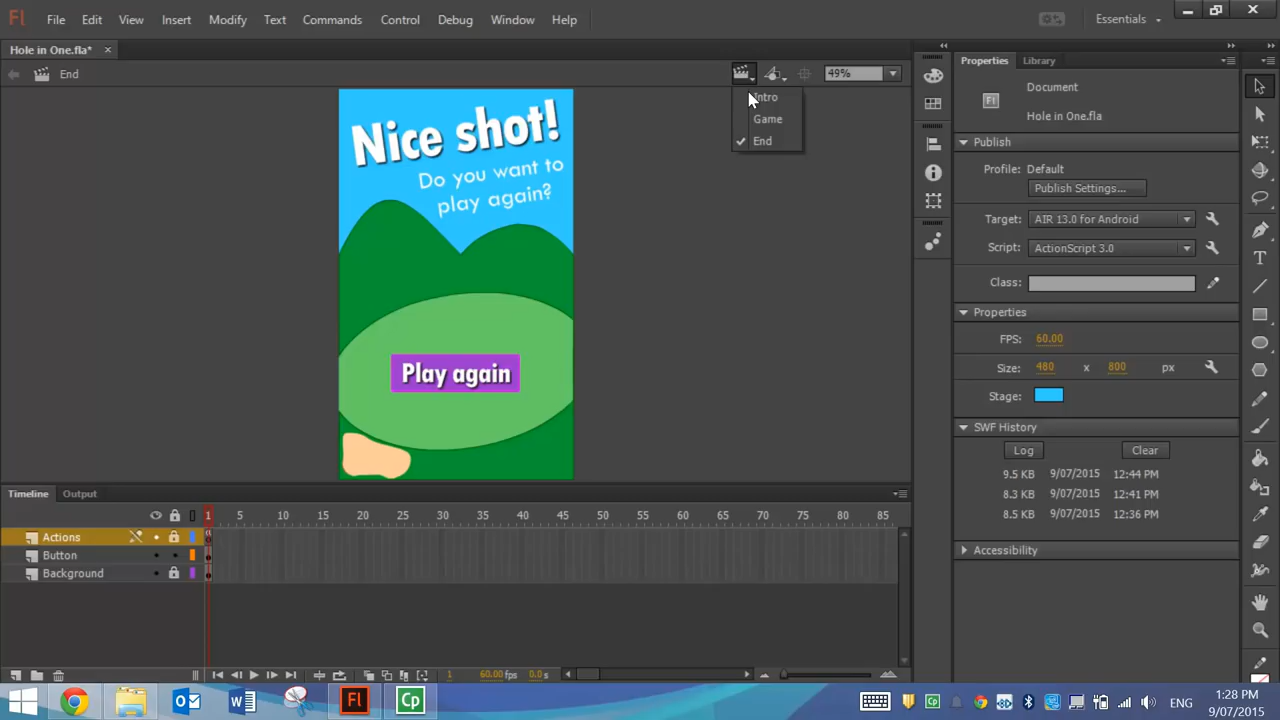 Fl File Edit View Insert Modify Text Commands Control Debug Window Help Essentials
Hole in One.fla* × Properties Library
End 49%
Intro
Game
End
Nice shot!
Do you want to
play again?
Play again
Document
Fl Hole in One.fla
Publish
Profile: Default
Publish Settings...
Target: AIR 13.0 for Android
Script: ActionScript 3.0
Class:
Properties
FPS: 60.00
Size: 480 x 800 px
Stage:
SWF History
Log Clear
9.5 KB 9/07/2015 12:44 PM
8.3 KB 9/07/2015 12:41 PM
8.5 KB 9/07/2015 12:36 PM
Accessibility
Timeline Output
1 5 10 15 20 25 30 35 40 45 50 55 60 65 70 75 80 85
Actions
Button
Background
1 60.00 fps 0.0 s
Fl Cp ENG 1:28 PM
9/07/2015